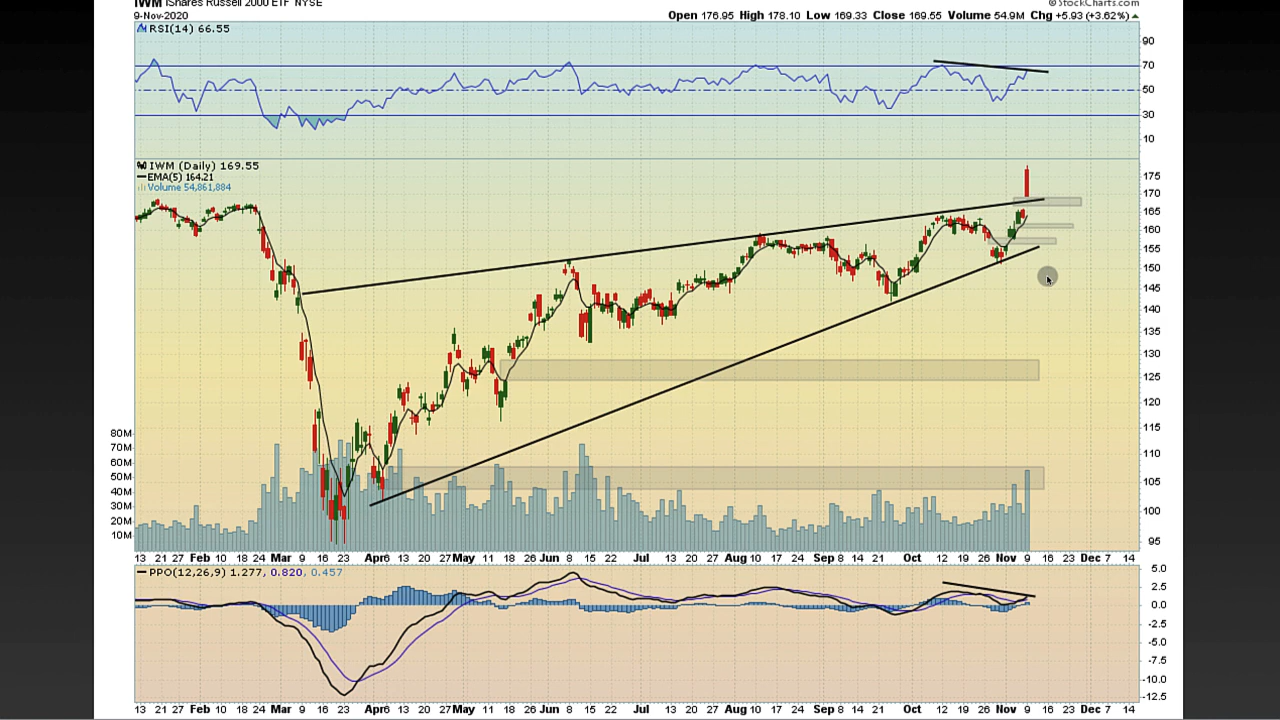 IWM iShares Russell 2000 ETF NYSE
© StockCharts.com
9-Nov-2020
Open 176.95 High 178.10 Low 169.33 Close 169.55 Volume 54.9M Chg +5.93 (+3.62%)
RSI(14) 66.55
90
70
50
30
10
IWM (Daily) 169.55
EMA(5) 164.21
Volume 54,861,884
175
170
165
160
155
150
145
140
135
130
125
120
115
110
105
100
95
80M
70M
60M
50M
40M
30M
20M
10M
13 21 27 Feb 10 18 24 Mar 9 16 23 Apr 6 13 20 27 May 11 18 26 Jun 8 15 22 Jul 13 20 27 Aug 10 17 24 Sep 8 14 21 Oct 12 19 26 Nov 9 16 23 Dec 7 14
PPO(12,26,9) 1.277, 0.820, 0.457
5.0
2.5
0.0
-2.5
-5.0
-7.5
-10.0
-12.5
13 21 27 Feb 10 18 24 Mar 9 16 23 Apr 6 13 20 27 May 11 18 26 Jun 8 15 22 Jul 13 20 27 Aug 10 17 24 Sep 8 14 21 Oct 12 19 26 Nov 9 16 23 Dec 7 14